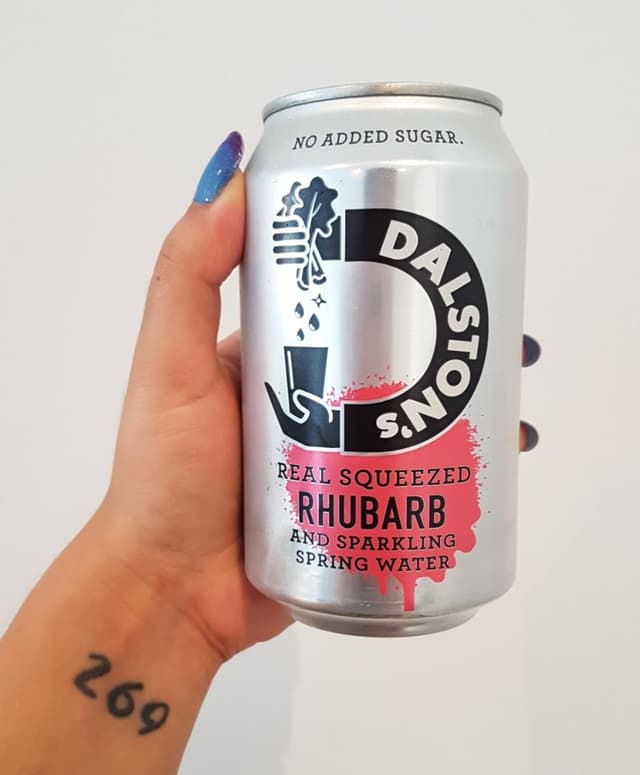 NO ADDED SUGAR.
DALSTON'S
REAL SQUEEZED
RHUBARB
AND SPARKLING
SPRING WATER
269